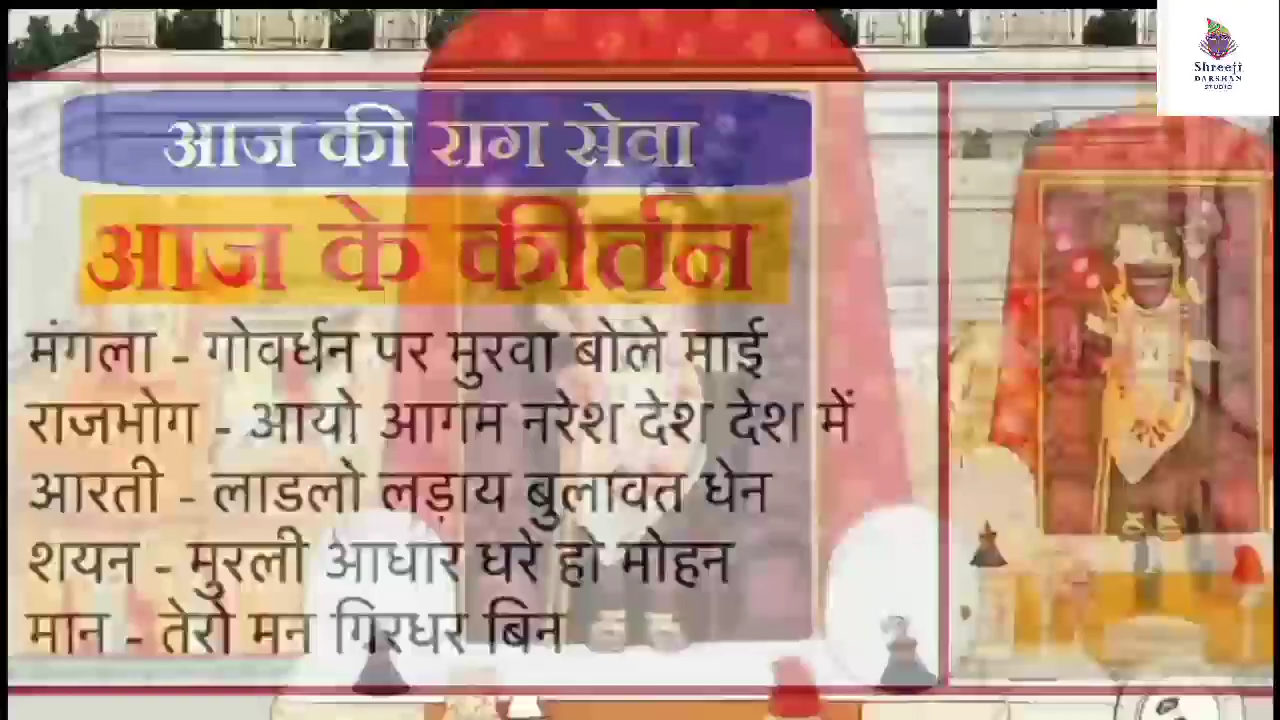 Shreeji
DARSHAN
STUDIO
आज की राग सेवा
आज के कीर्तन
मंगला - गोवर्धन पर मुरवा बोले माई
राजभोग - आयो आगम नरेश देश देश में
आरती - लाडलो लड़ाय बुलावत धेन
शयन - मुरली आधार धरे हो मोहन
मान - तेरो मन गिरधर बिन